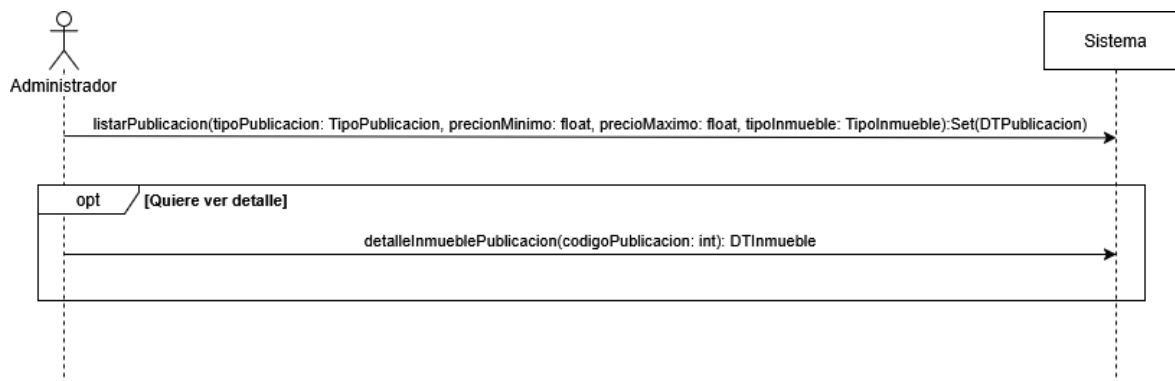 Sistema
Administrador
listarPublicacion(tipoPublicacion: TipoPublicacion, precionMinimo: float, precioMaximo: float, tipoInmueble: TipoInmueble):Set(DTPublicacion)
opt [Quiere ver detalle]
detalleInmueblePublicacion(codigoPublicacion: int): DTInmueble